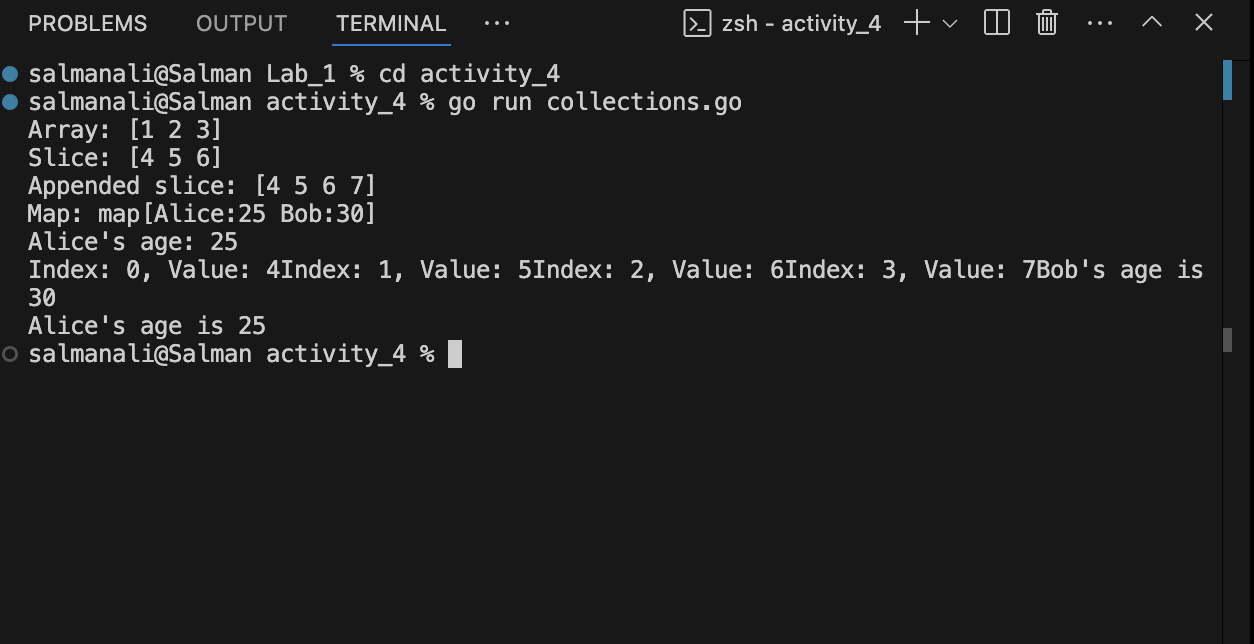 PROBLEMS OUTPUT TERMINAL ··· zsh - activity_4 ···
salmanali@Salman Lab_1 % cd activity_4
salmanali@Salman activity_4 % go run collections.go
Array: [1 2 3]
Slice: [4 5 6]
Appended slice: [4 5 6 7]
Map: map[Alice:25 Bob:30]
Alice's age: 25
Index: 0, Value: 4Index: 1, Value: 5Index: 2, Value: 6Index: 3, Value: 7Bob's age is
30
Alice's age is 25
salmanali@Salman activity_4 %